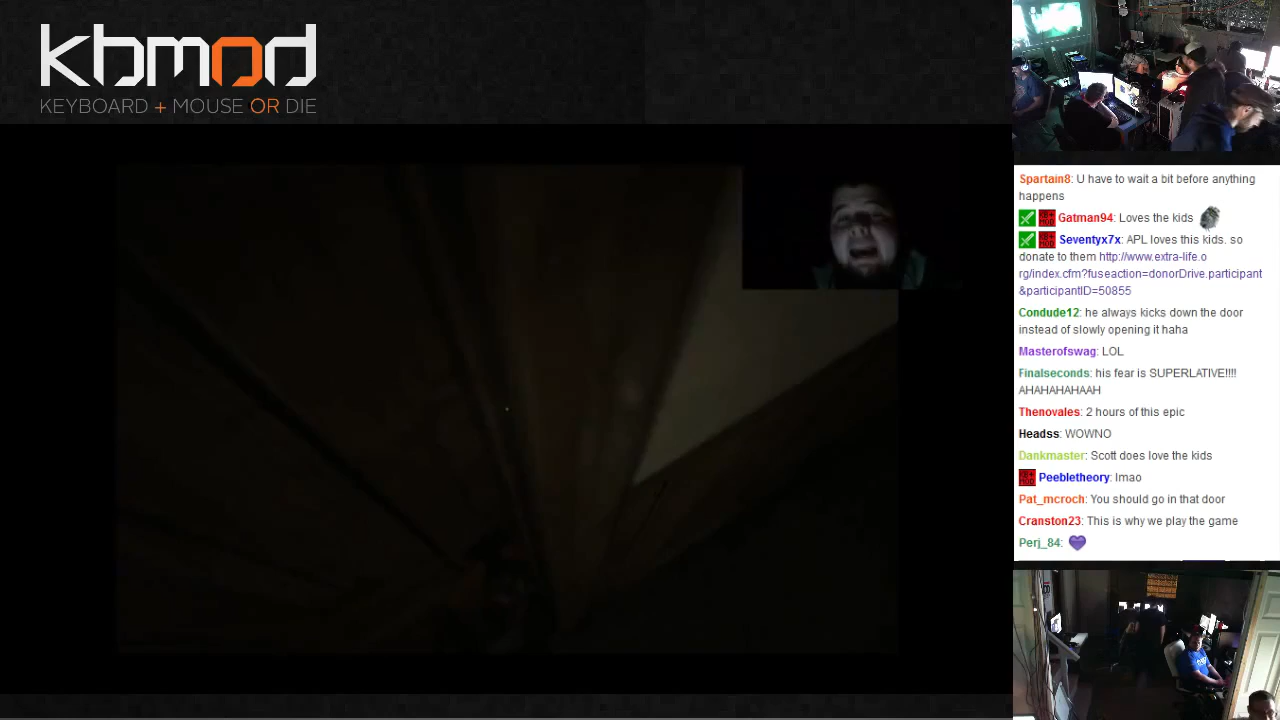 kbmod
KEYBOARD + MOUSE OR DIE
Spartain8: U have to wait a bit before anything
happens
Gatman94: Loves the kids
Seventyx7x: APL loves this kids. so
donate to them http://www.extra-life.o
rg/index.cfm?fuseaction=donorDrive.participant
&participantID=50855
Condude12: he always kicks down the door
instead of slowly opening it haha
Masterofswag: LOL
Finalseconds: his fear is SUPERLATIVE!!!!
AHAHAHAHAAH
Thenovales: 2 hours of this epic
Headss: WOWNO
Dankmaster: Scott does love the kids
Peebletheory: lmao
Pat_mcroch: You should go in that door
Cranston23: This is why we play the game
Perj_84: